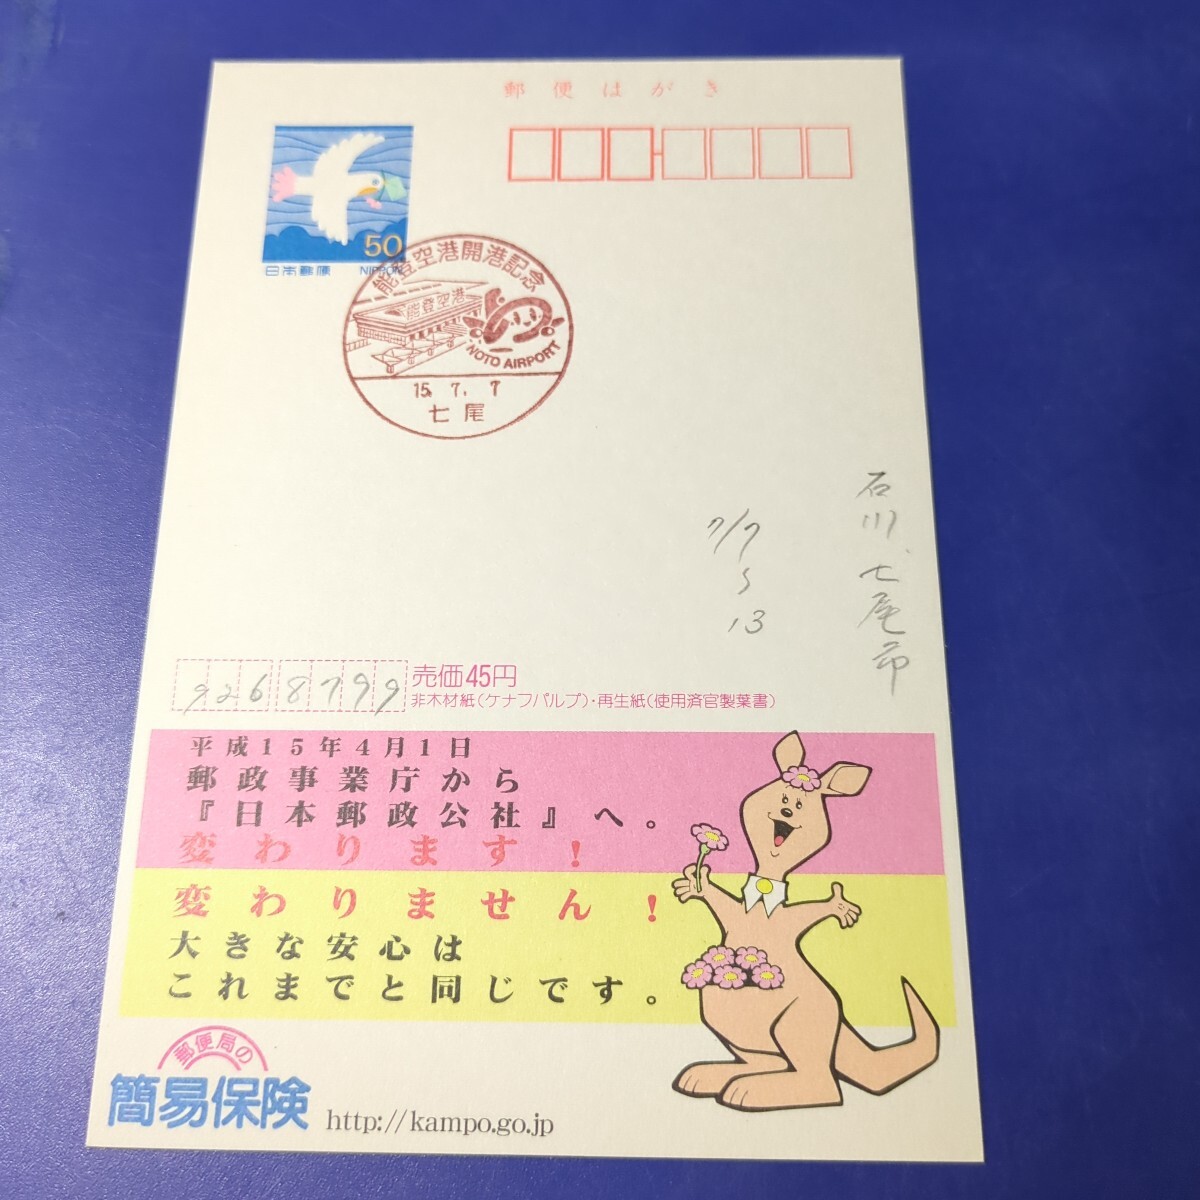 郵便はがき
50
日本郵便 NIPPON
能登空港開港記念
能登空港
NOTO AIRPORT
15.7.7
七尾
石川、七尾市
7/7
〜
13
9268799
売価45円
非木材紙(ケナフパルプ)・再生紙(使用済官製葉書)
平成15年4月1日
郵政事業庁から
『日本郵政公社』へ。
変わります!
変わりません!
大きな安心は
これまでと同じです。
郵便局の
簡易保険 http://kampo.go.jp